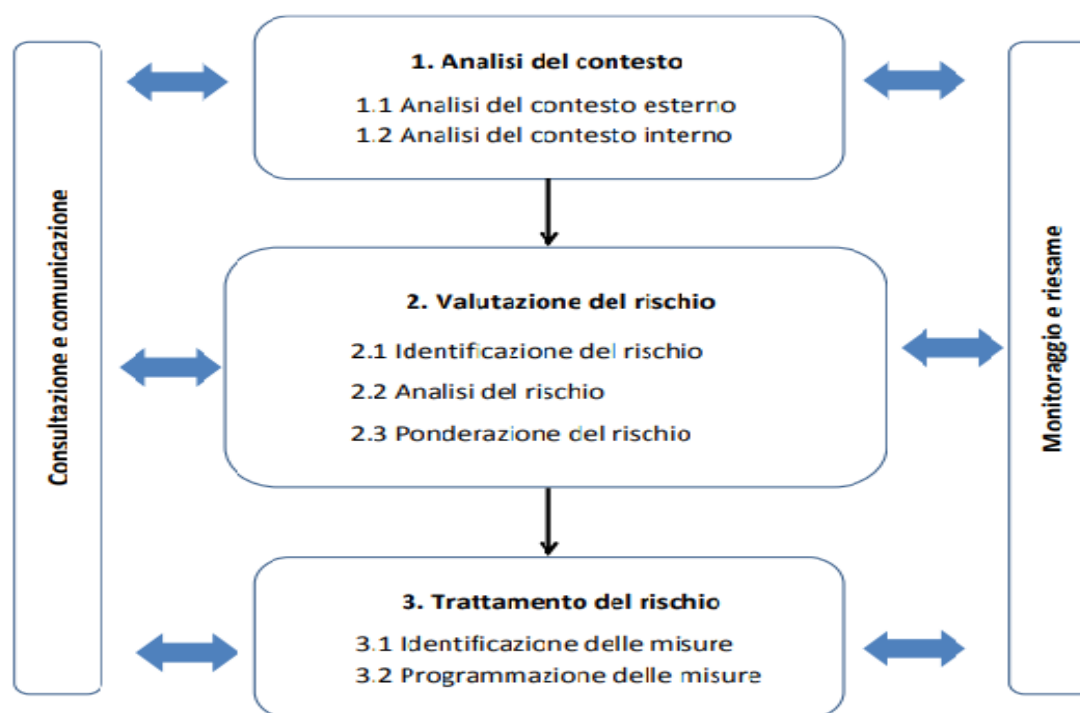 Consultazione e comunicazione
1. Analisi del contesto
1.1 Analisi del contesto esterno
1.2 Analisi del contesto interno
2. Valutazione del rischio
2.1 Identificazione del rischio
2.2 Analisi del rischio
2.3 Ponderazione del rischio
3. Trattamento del rischio
3.1 Identificazione delle misure
3.2 Programmazione delle misure
Monitoraggio e riesame